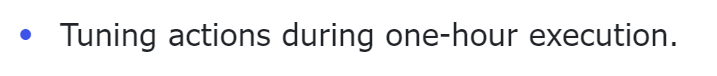 • Tuning actions during one-hour execution.